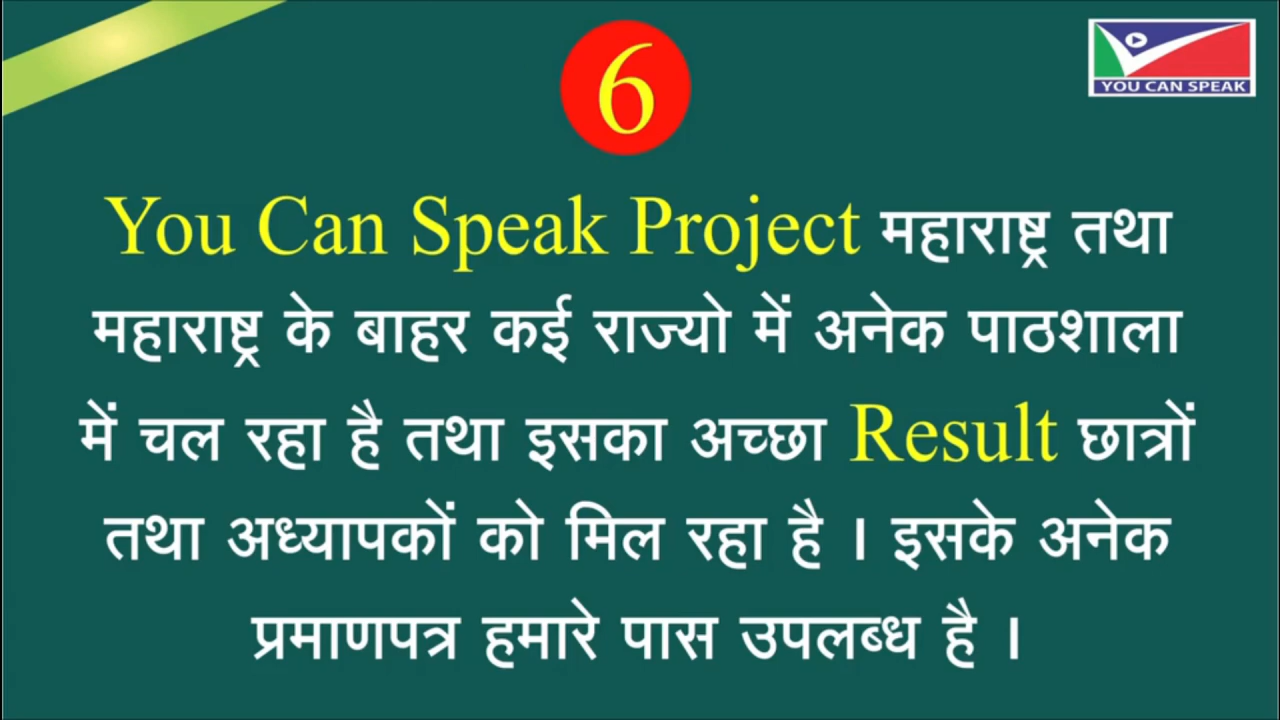 6
YOU CAN SPEAK
You Can Speak Project महाराष्ट्र तथा
महाराष्ट्र के बाहर कई राज्यो में अनेक पाठशाला
में चल रहा है तथा इसका अच्छा Result छात्रों
तथा अध्यापकों को मिल रहा है । इसके अनेक
प्रमाणपत्र हमारे पास उपलब्ध है ।